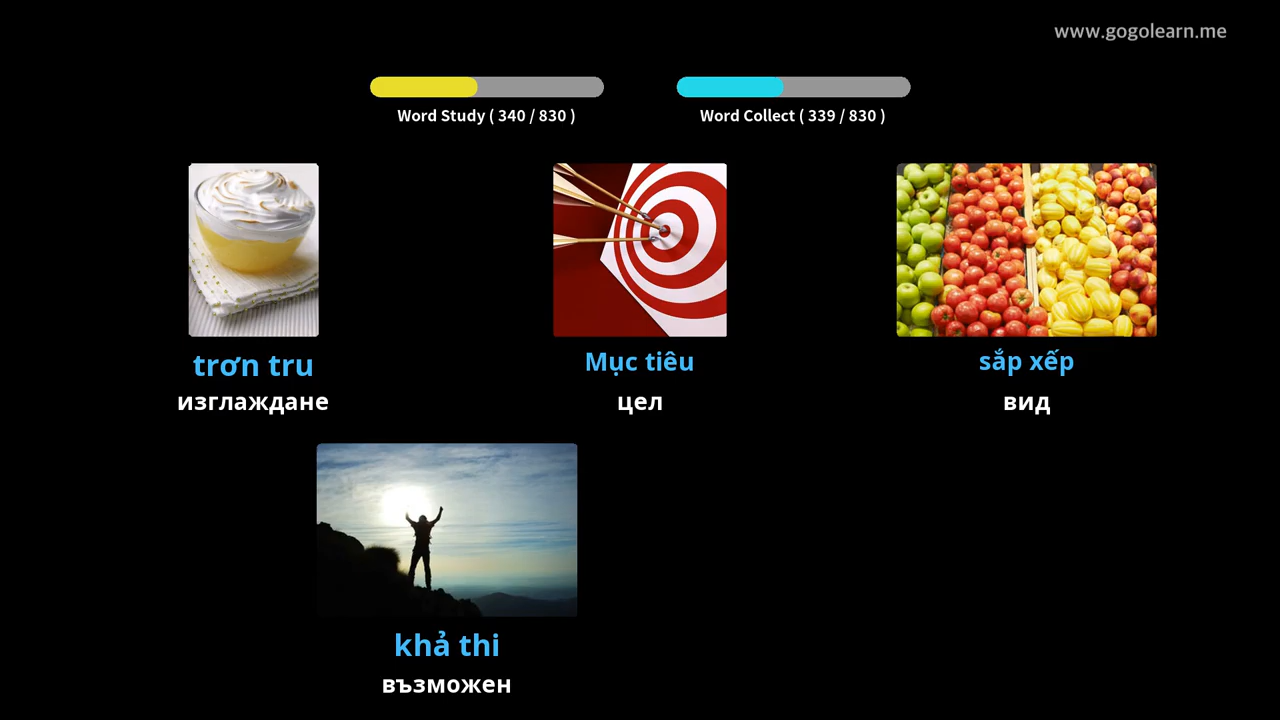 www.gogolearn.me
Word Study ( 340 / 830 )
Word Collect ( 339 / 830 )
trơn tru
Mục tiêu
sắp xếp
изглаждане
цел
вид
khả thi
възможен